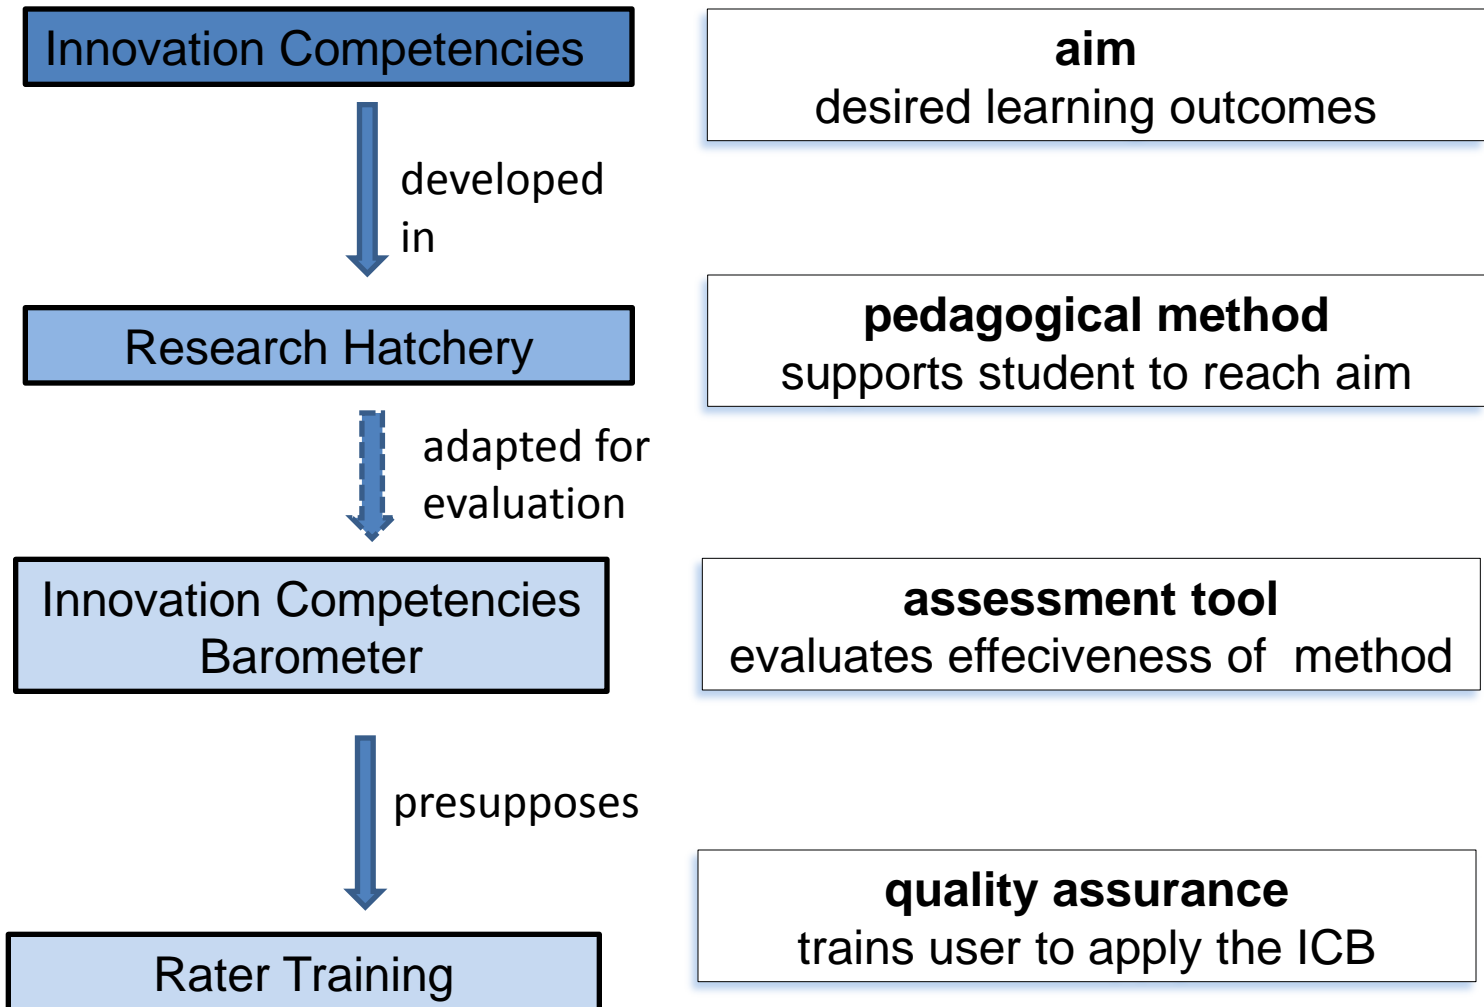 Innovation Competencies
aim
desired learning outcomes
developed
in
Research Hatchery
pedagogical method
supports student to reach aim
adapted for
evaluation
Innovation Competencies
Barometer
assessment tool
evaluates effeciveness of  method
presupposes
quality assurance
trains user to apply the ICB
Rater Training